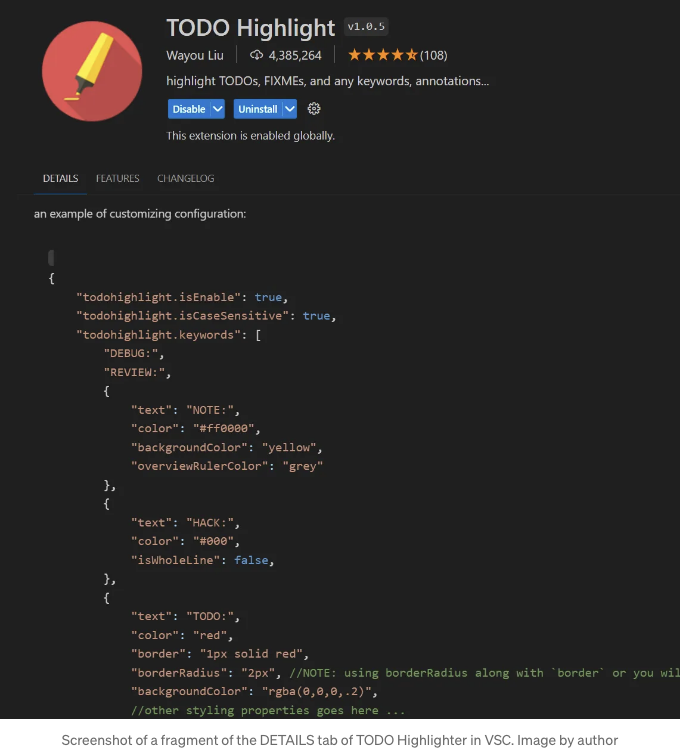 TODO Highlight v1.0.5
Wayou Liu 4,385,264 (108)
highlight TODOs, FIXMEs, and any keywords, annotations...
Disable Uninstall
This extension is enabled globally.
DETAILS FEATURES CHANGELOG
an example of customizing configuration:
{
"todohighlight.isEnable": true,
"todohighlight.isCaseSensitive": true,
"todohighlight.keywords": [
"DEBUG:",
"REVIEW:",
{
"text": "NOTE:",
"color": "#ff0000",
"backgroundColor": "yellow",
"overviewRulerColor": "grey"
},
{
"text": "HACK:",
"color": "#000",
"isWholeLine": false,
},
{
"text": "TODO:",
"color": "red",
"border": "1px solid red",
"borderRadius": "2px", //NOTE: using borderRadius along with `border` or you wil
"backgroundColor": "rgba(0,0,0,.2)",
//other styling properties goes here ...
Screenshot of a fragment of the DETAILS tab of TODO Highlighter in VSC. Image by author